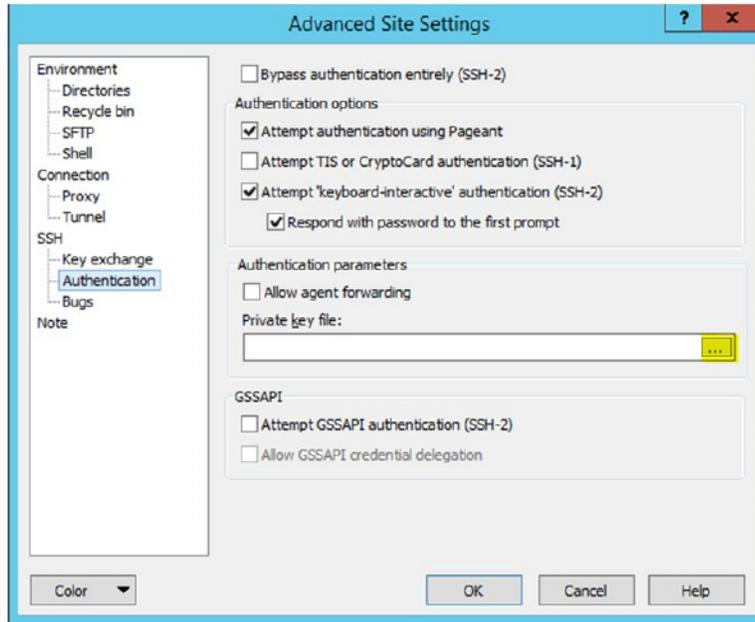 Advanced Site Settings
?
x
Environment
Directories
Recycle bin
SFTP
Shell
Connection
Proxy
Tunnel
SSH
Key exchange
Authentication
Bugs
Note
Bypass authentication entirely (SSH-2)
Authentication options
Attempt authentication using Pageant
Attempt TIS or CryptoCard authentication (SSH-1)
Attempt 'keyboard-interactive' authentication (SSH-2)
Respond with password to the first prompt
Authentication parameters
Allow agent forwarding
Private key file:
...
GSSAPI
Attempt GSSAPI authentication (SSH-2)
Allow GSSAPI credential delegation
Color
OK
Cancel
Help